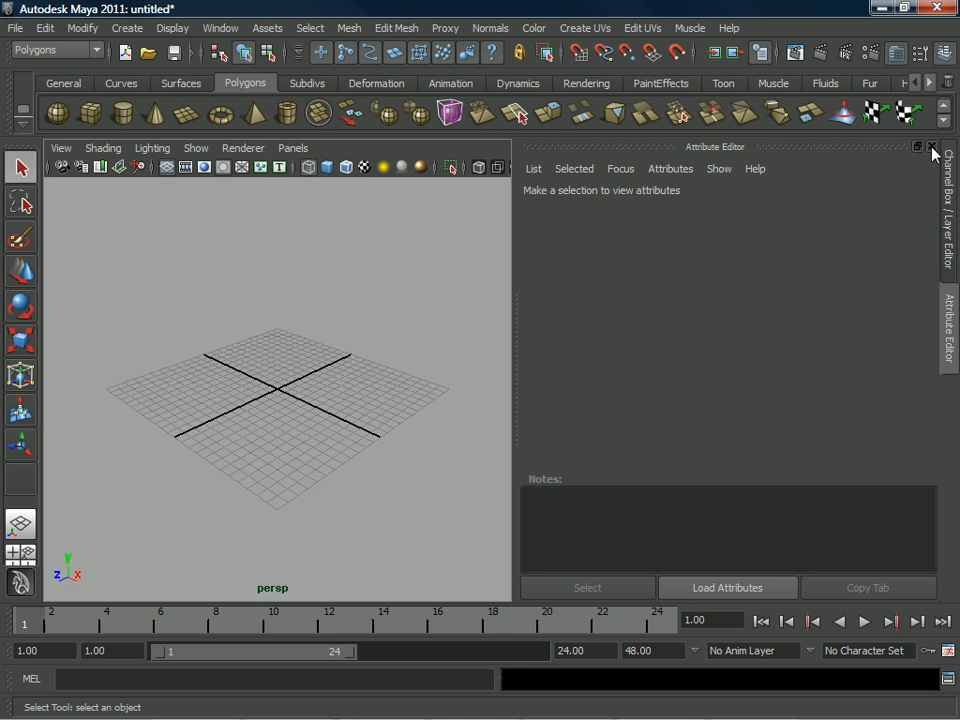 Autodesk Maya 2011: untitled*
File Edit Modify Create Display Window Assets Select Mesh Edit Mesh Proxy Normals Color Create UVs Edit UVs Muscle Help
Polygons
General Curves Surfaces Polygons Subdivs Deformation Animation Dynamics Rendering PaintEffects Toon Muscle Fluids Fur H
View Shading Lighting Show Renderer Panels
Attribute Editor
List Selected Focus Attributes Show Help
Make a selection to view attributes
Channel Box / Layer Editor
Attribute Editor
Notes:
Select Load Attributes Copy Tab
y
z x
persp
2 4 6 8 10 12 14 16 18 20 22 24
1
1.00
1.00 1.00 1 24 24.00 48.00 No Anim Layer No Character Set
MEL
Select Tool: select an object